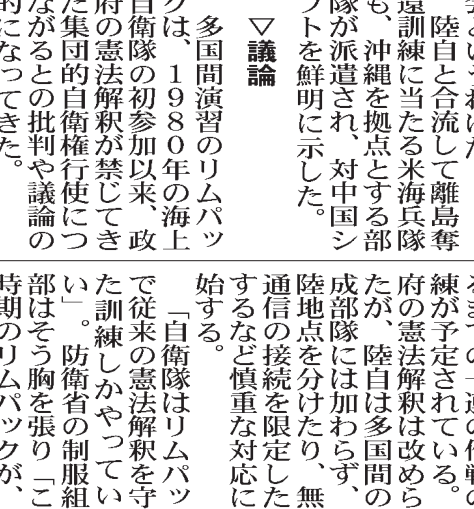 陸自と合流して離島奪
還訓練に当たる米海兵隊
も、沖縄を拠点とする部
隊が派遣され、対中国シ
フトを鮮明に示した。
▽議論
多国間演習のリムパッ
クは、1980年の海上
自衛隊の初参加以来、政
府の憲法解釈が禁じてき
た集団的自衛権行使につ
ながるとの批判や議論の
的になってきた。
るまでの一連の作戦の
練が予定されている。
府の憲法解釈は改めら
たが、陸自は多国間の
成部隊には加わらず、
陸地点を分けたり、無
通信の接続を限定した
するなど慎重な対応に
始する。
「自衛隊はリムパッ
で従来の憲法解釈を守
た訓練しかやってい
い」。防衛省の制服組
部はそう胸を張り「こ
時期のリムパックが、